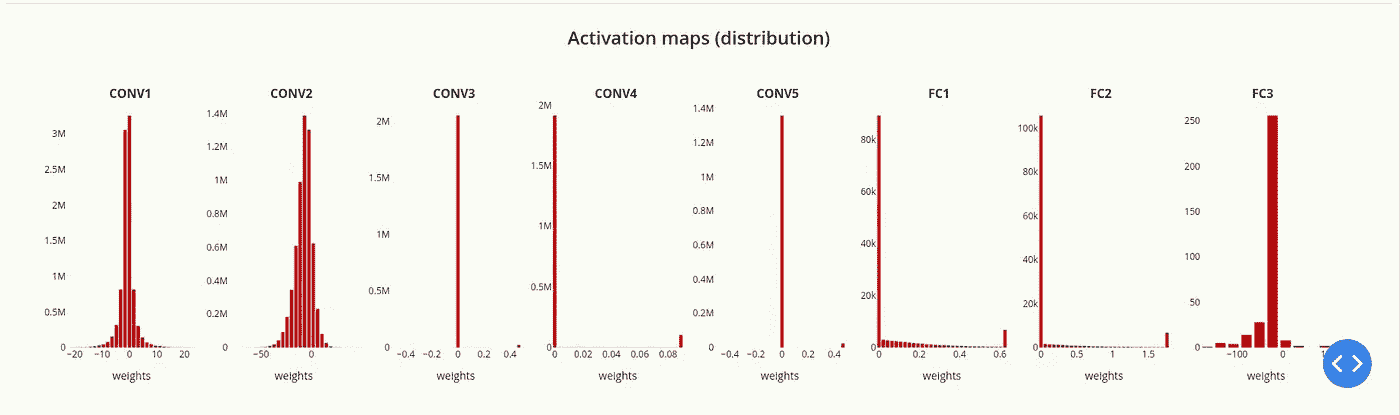 Activation maps (distribution)
CONV1
3M
2.5M
2M
1.5M
1M
0.5M
0
−20 −10 0 10 20
weights
CONV2
1.4M
1.2M
1M
0.8M
0.6M
0.4M
0.2M
0
−50 0
weights
CONV3
2M
1.5M
1M
0.5M
0
−0.4 −0.2 0 0.2 0.4
weights
CONV4
2M
1.5M
1M
0.5M
0
0 0.02 0.04 0.06 0.08
weights
CONV5
1.4M
1.2M
1M
0.8M
0.6M
0.4M
0.2M
0
−0.4 −0.2 0 0.2 0.4
weights
FC1
80k
60k
40k
20k
0
0 0.2 0.4 0.6
weights
FC2
100k
80k
60k
40k
20k
0
0 0.5 1 1.5
weights
FC3
250
200
150
100
50
0
−100 0
weights